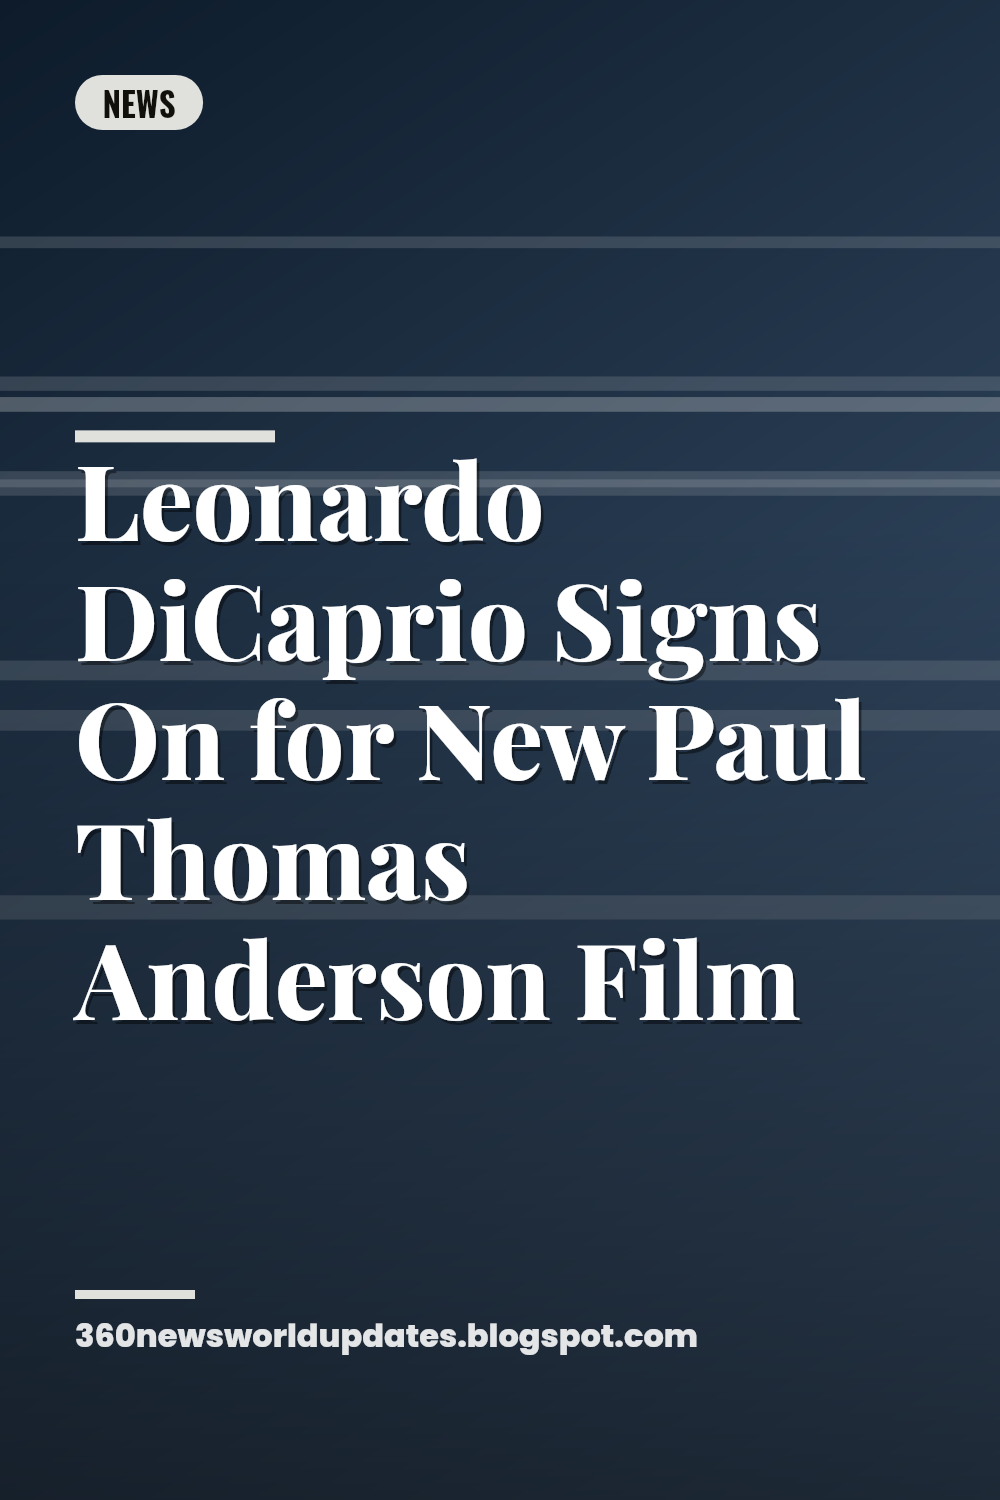 NEWS
Leonardo
DiCaprio Signs
On for New Paul
Thomas
Anderson Film
360newsworldupdates.blogspot.com